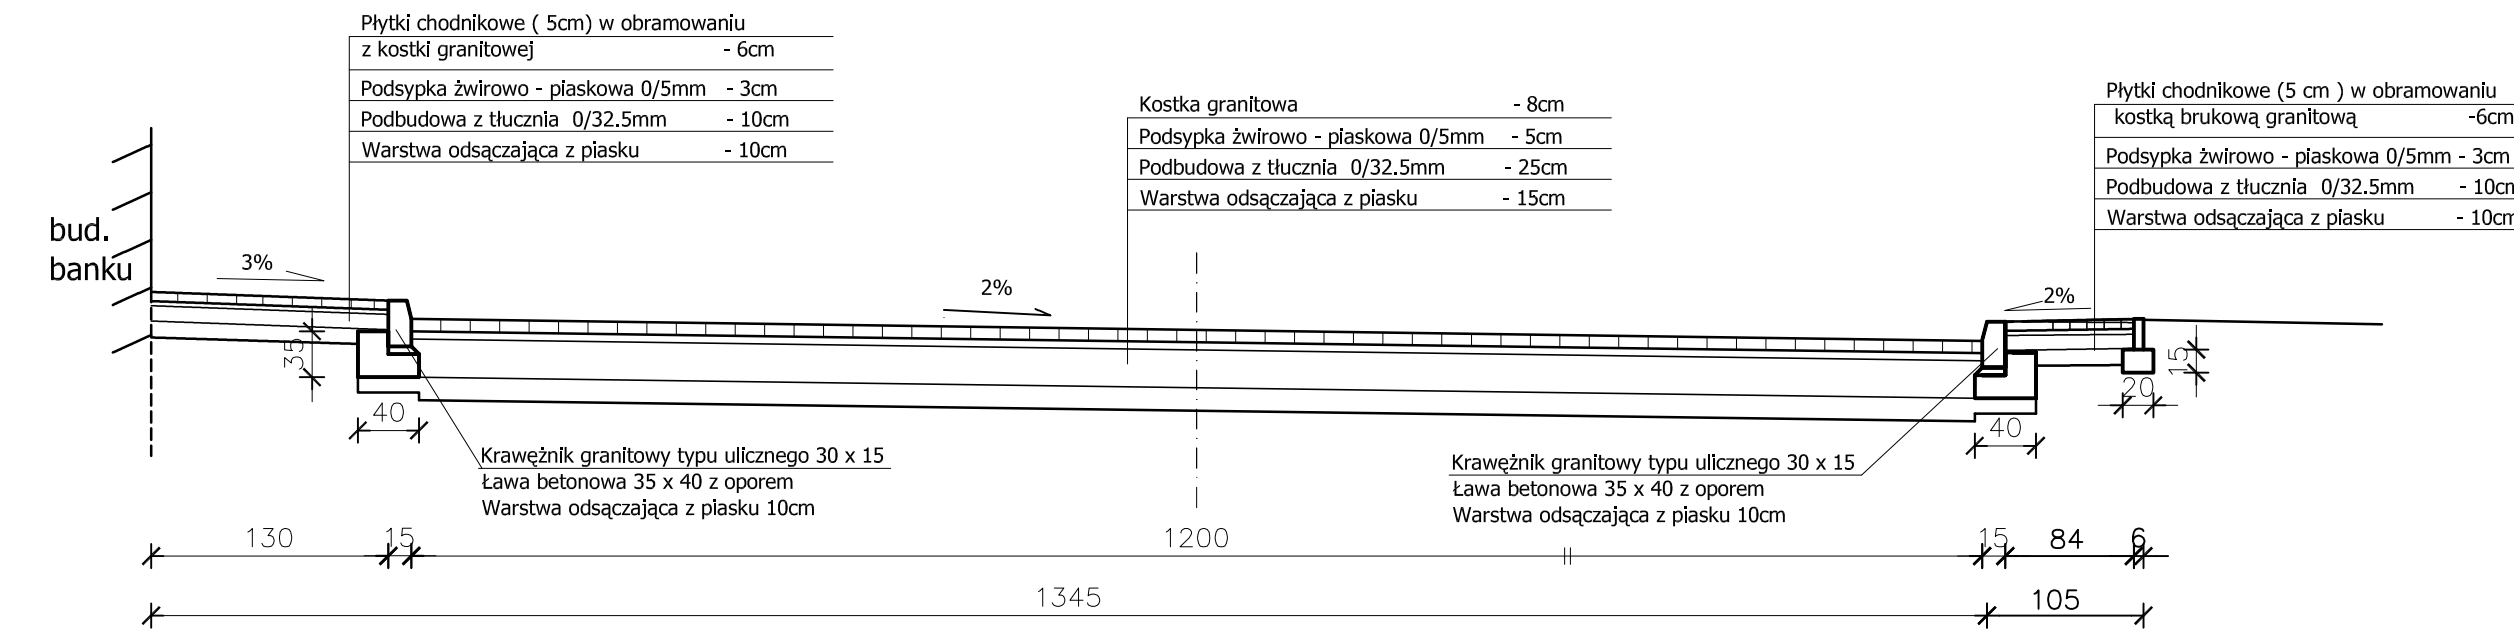 Płytki chodnikowe ( 5cm) w obramowaniu
z kostki granitowej - 6cm
Podsypka żwirowo - piaskowa 0/5mm - 3cm
Podbudowa z tłucznia 0/32.5mm - 10cm
Warstwa odsączająca z piasku - 10cm
Kostka granitowa - 8cm
Podsypka żwirowo - piaskowa 0/5mm - 5cm
Podbudowa z tłucznia 0/32.5mm - 25cm
Warstwa odsączająca z piasku - 15cm
Płytki chodnikowe (5 cm ) w obramowaniu
kostką brukową granitową -6cm
Podsypka żwirowo - piaskowa 0/5mm - 3cm
Podbudowa z tłucznia 0/32.5mm - 10cm
Warstwa odsączająca z piasku - 10cm
bud.
banku
3%
2%
2%
35
40
15
20
40
Krawężnik granitowy typu ulicznego 30 x 15
Ława betonowa 35 x 40 z oporem
Warstwa odsączająca z piasku 10cm
Krawężnik granitowy typu ulicznego 30 x 15
Ława betonowa 35 x 40 z oporem
Warstwa odsączająca z piasku 10cm
130 15 1200 15 84 6
1345 105